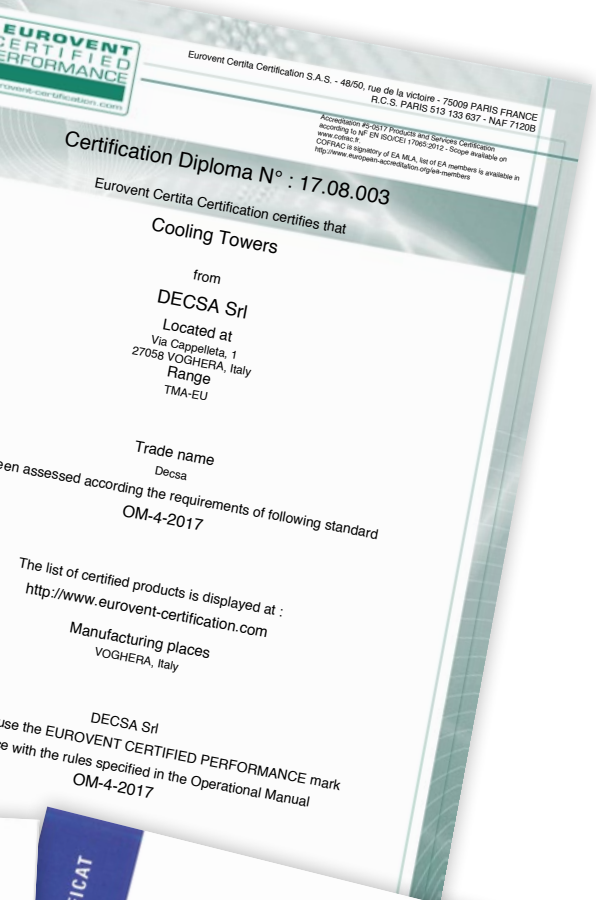 EUROVENT
CERTIFIED
PERFORMANCE
Eurovent Certita Certification S.A.S. - 48/50, rue de la victoire - 75009 PARIS FRANCE
R.C.S. PARIS 513 133 637 - NAF 7120B
Accreditation #5-0517 Products and Services Certification
according to NF EN ISO/CEI 17065:2012 - Scope available on
www.cofrac.fr.
COFRAC is signatory of EA MLA, list of EA members is available in
http://www.european-accreditation.org/ea-members
Certification Diploma N° : 17.08.003
Eurovent Certita Certification certifies that
Cooling Towers
from
DECSA Srl
Located at
Via Cappelleta, 1
27058 VOGHERA, Italy
Range
TMA-EU
Trade name
Decsa
een assessed according the requirements of following standard
OM-4-2017
The list of certified products is displayed at :
http://www.eurovent-certification.com
Manufacturing places
VOGHERA, Italy
DECSA Srl
use the EUROVENT CERTIFIED PERFORMANCE mark
with the rules specified in the Operational Manual
OM-4-2017
FICAT